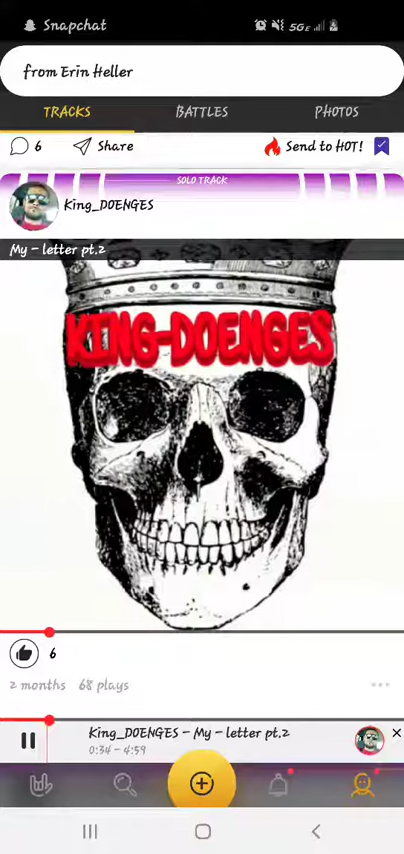 Snapchat
5GE
from Erin Heller
TRACKS BATTLES PHOTOS
6 Share Send to HOT!
SOLO TRACK
King_DOENGES
My - letter pt.2
KING-DOENGES
6
2 months 68 plays
King_DOENGES - My - letter pt.2
0:34 - 4:59